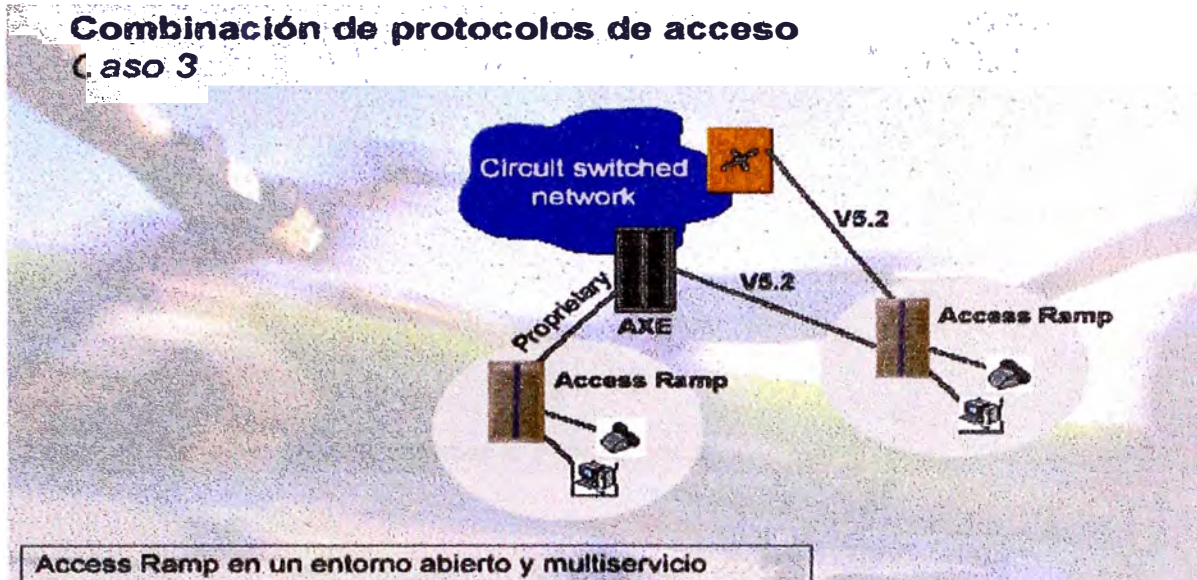 Combinación de protocolos de acceso
Caso 3
Circuit switched
network
V5.2
V5.2
Proprietary
AXE
Access Ramp
Access Ramp
Access Ramp en un entorno abierto y multiservicio